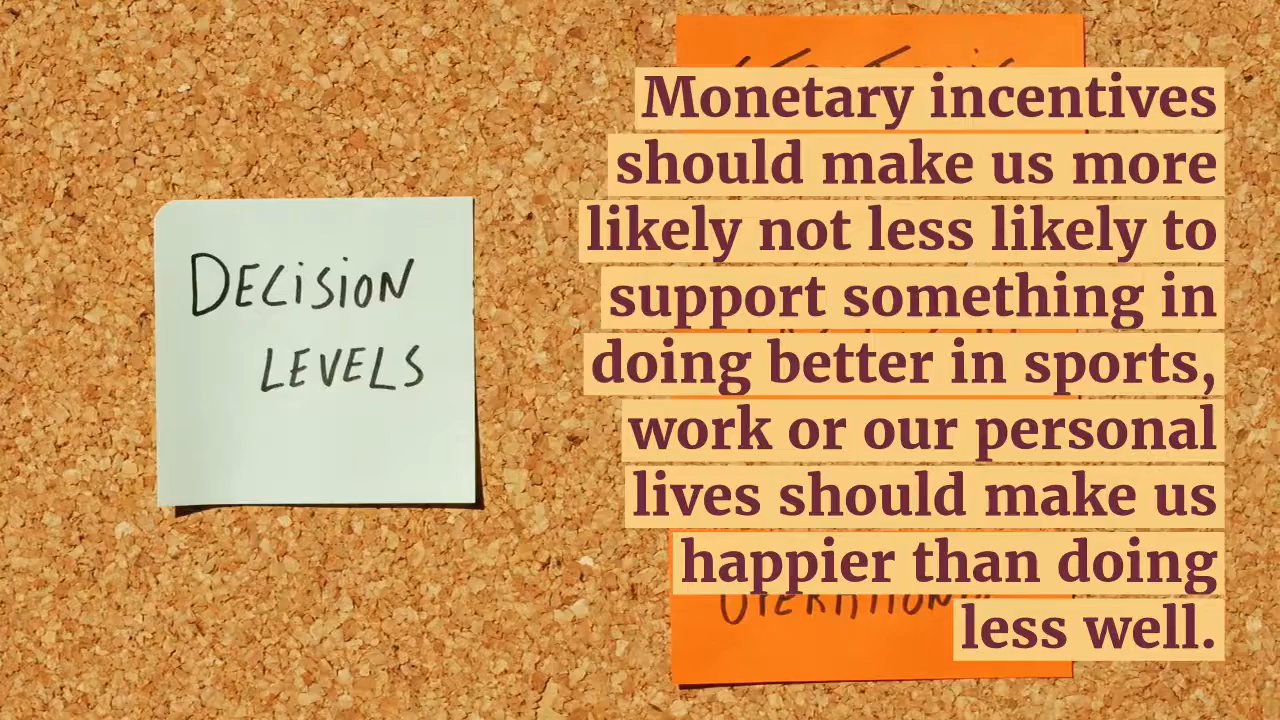 DECISION
LEVELS
Monetary incentives
should make us more
likely not less likely to
support something in
doing better in sports,
work or our personal
lives should make us
happier than doing
less well.